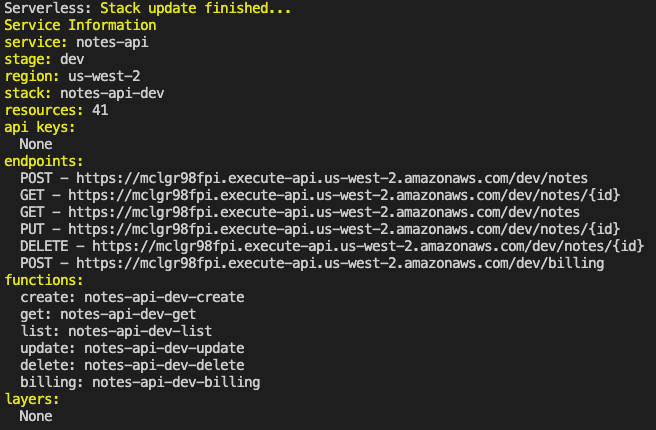 Serverless: Stack update finished...
Service Information
service: notes-api
stage: dev
region: us-west-2
stack: notes-api-dev
resources: 41
api keys:
  None
endpoints:
  POST - https://mclgr98fpi.execute-api.us-west-2.amazonaws.com/dev/notes
  GET - https://mclgr98fpi.execute-api.us-west-2.amazonaws.com/dev/notes/{id}
  GET - https://mclgr98fpi.execute-api.us-west-2.amazonaws.com/dev/notes
  PUT - https://mclgr98fpi.execute-api.us-west-2.amazonaws.com/dev/notes/{id}
  DELETE - https://mclgr98fpi.execute-api.us-west-2.amazonaws.com/dev/notes/{id}
  POST - https://mclgr98fpi.execute-api.us-west-2.amazonaws.com/dev/billing
functions:
  create: notes-api-dev-create
  get: notes-api-dev-get
  list: notes-api-dev-list
  update: notes-api-dev-update
  delete: notes-api-dev-delete
  billing: notes-api-dev-billing
layers:
  None